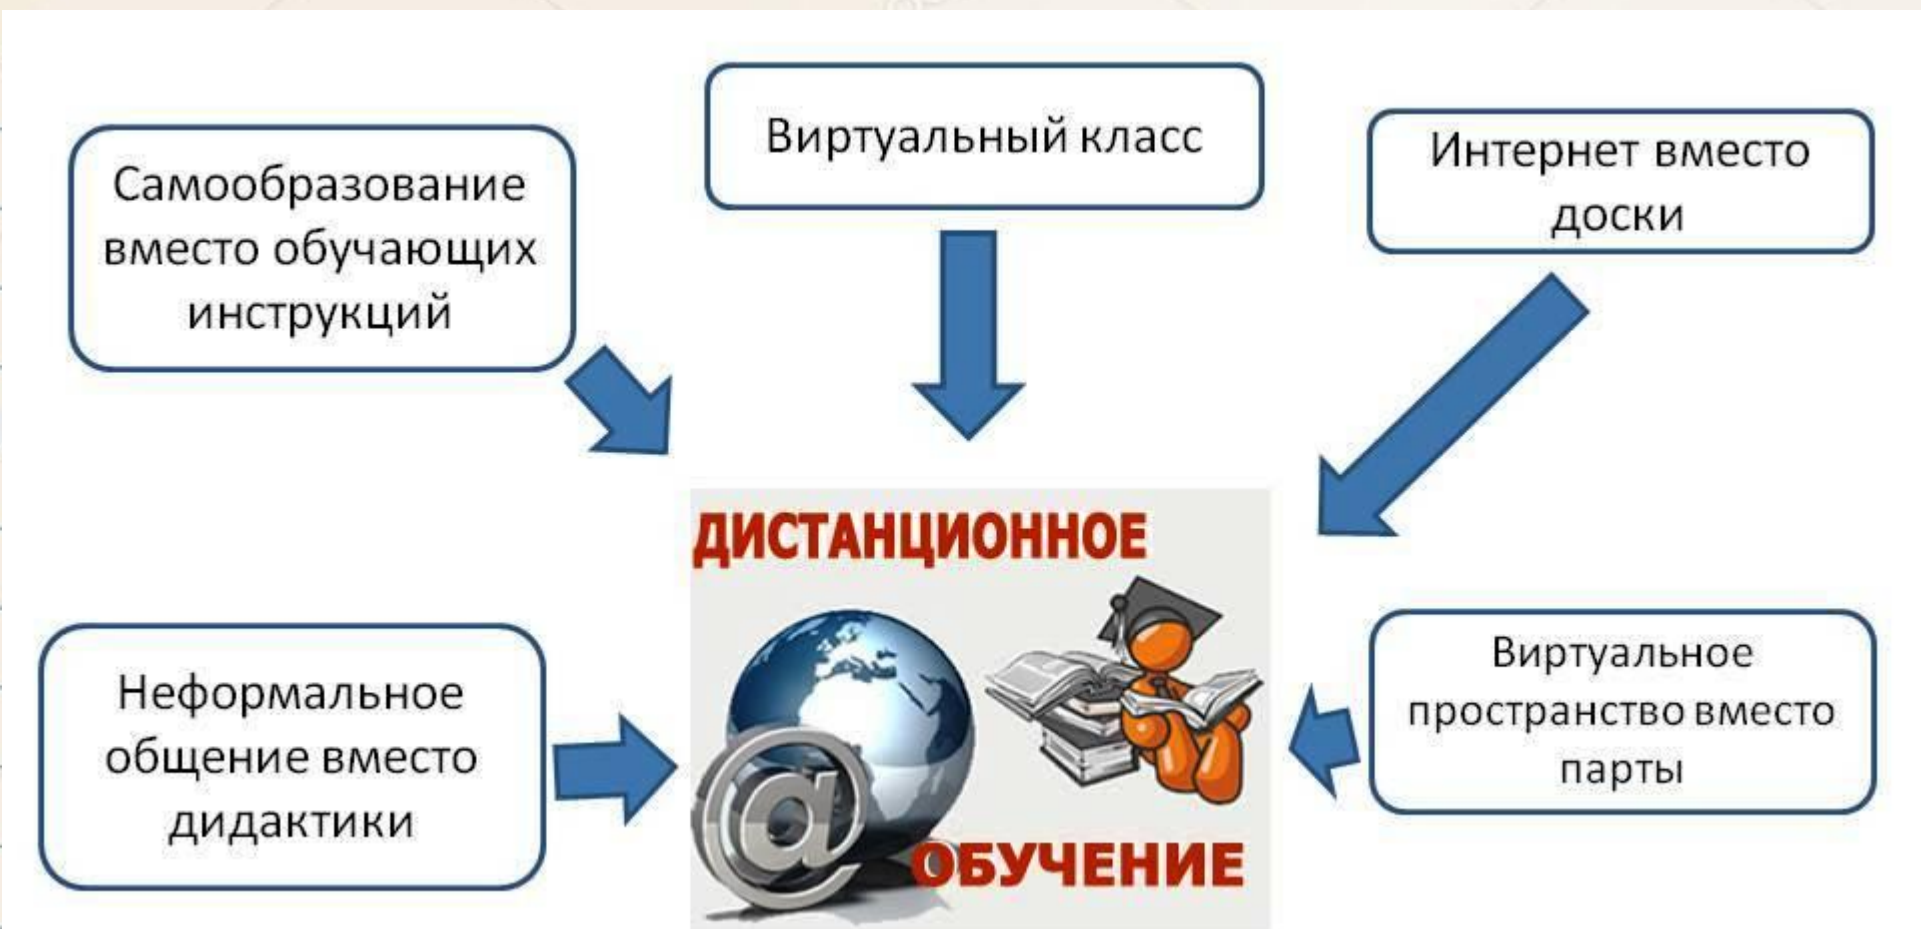 Виртуальный класс
Самообразование
вместо обучающих
инструкций
Интернет вместо
доски
ДИСТАНЦИОННОЕ
@
ОБУЧЕНИЕ
Неформальное
общение вместо
дидактики
Виртуальное
пространство вместо
парты